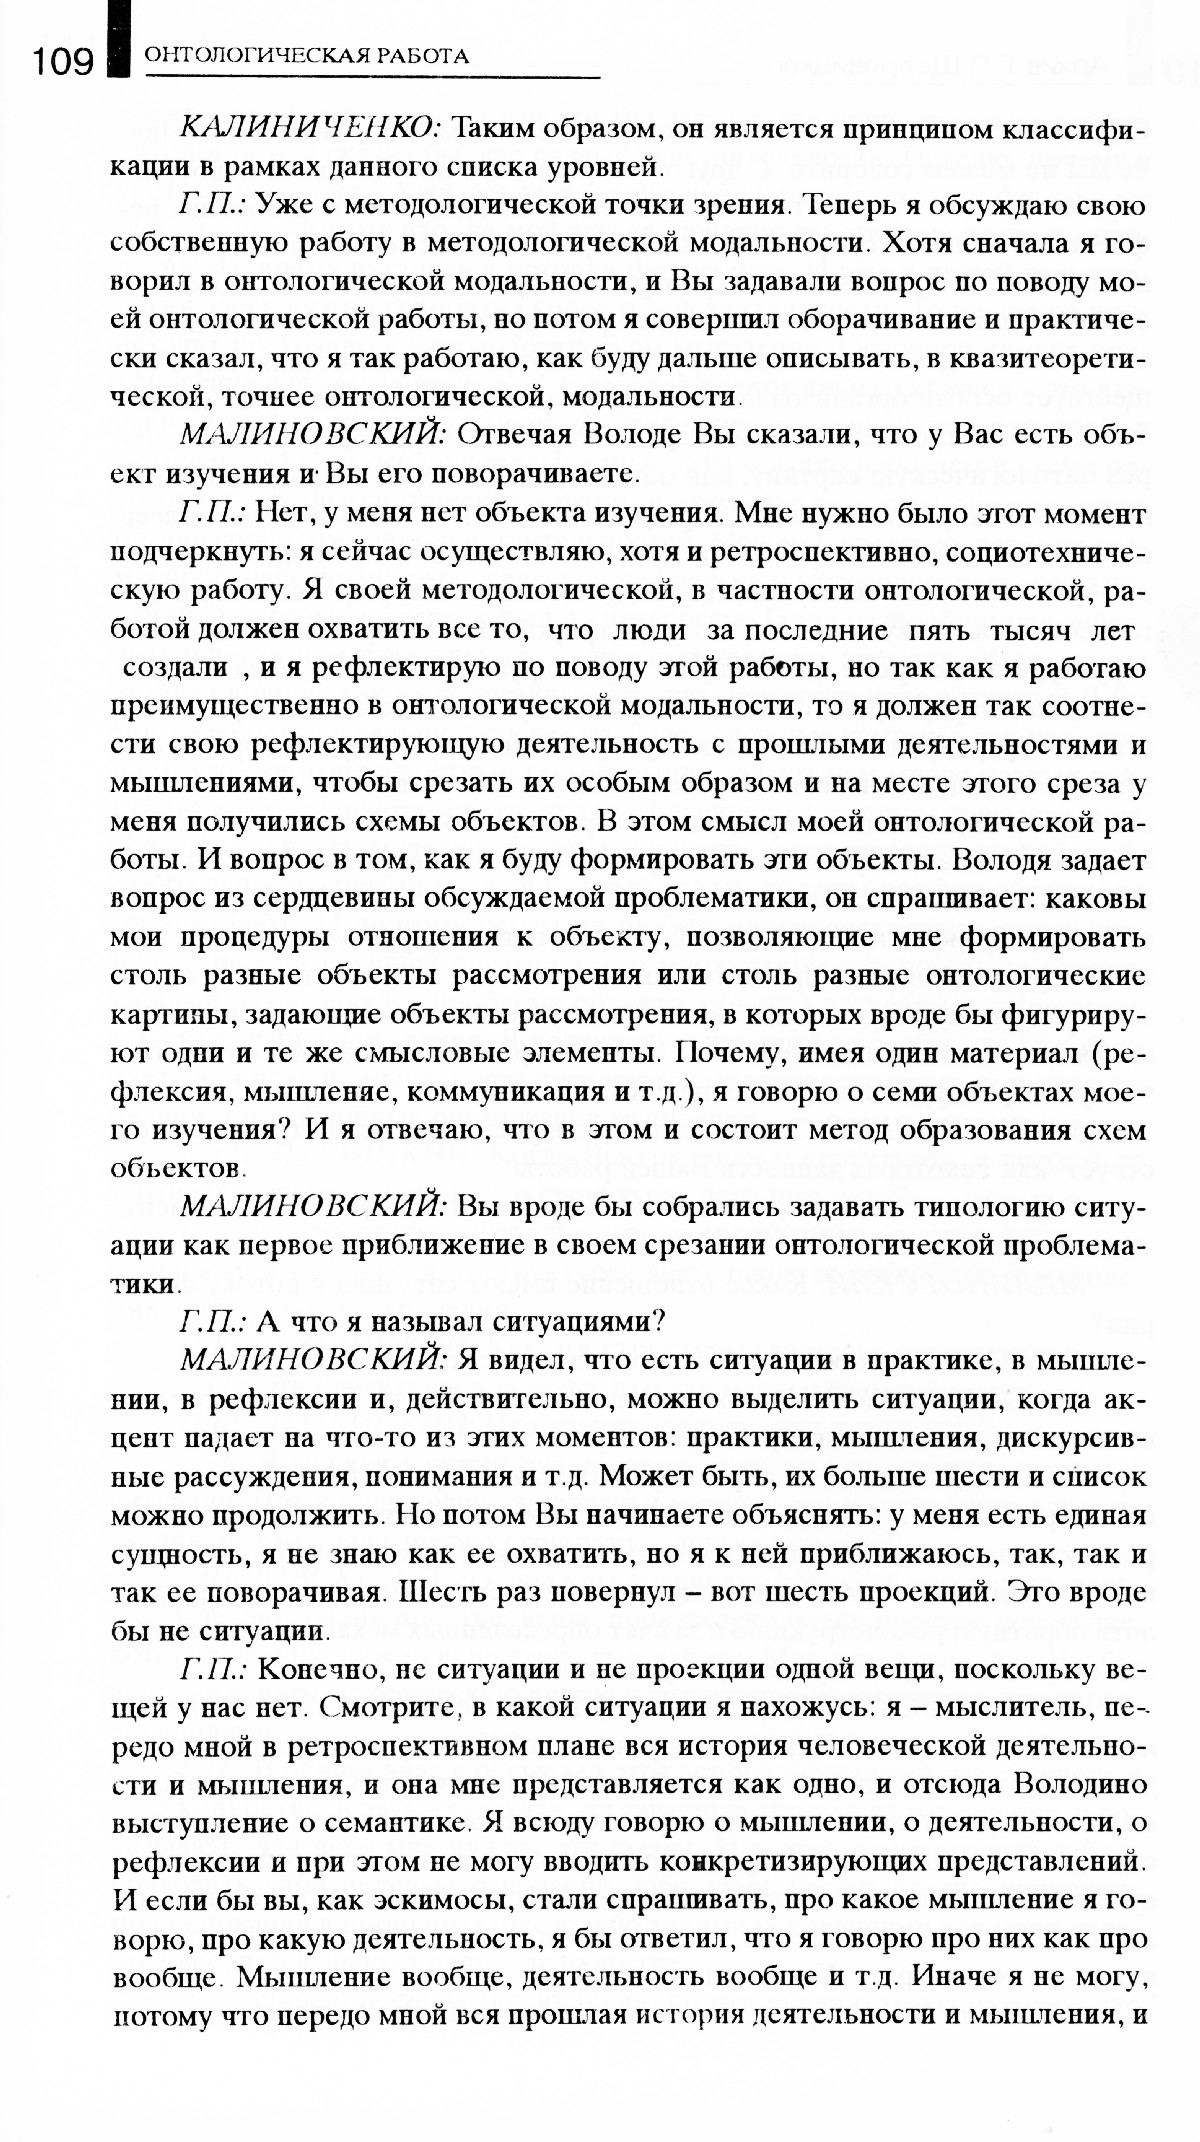 109 ОНТОЛОГИЧЕСКАЯ РАБОТА
КАЛИНИЧЕНКО: Таким образом, он является принципом классифи-
кации в рамках данного списка уровней.
Г.П.: Уже с методологической точки зрения. Теперь я обсуждаю свою
собственную работу в методологической модальности. Хотя сначала я го-
ворил в онтологической модальности, и Вы задавали вопрос по поводу мо-
ей онтологической работы, но потом я совершил оборачивание и практиче-
ски сказал, что я так работаю, как буду дальше описывать, в квазитеорети-
ческой, точнее онтологической, модальности.
МАЛИНОВСКИЙ: Отвечая Володе Вы сказали, что у Вас есть объ-
ект изучения и Вы его поворачиваете.
Г.П.: Нет, у меня нет объекта изучения. Мне нужно было этот момент
подчеркнуть: я сейчас осуществляю, хотя и ретроспективно, социотехниче-
скую работу. Я своей методологической, в частности онтологической, ра-
ботой должен охватить все то, что люди за последние пять тысяч лет
создали , и я рефлектирую по поводу этой работы, но так как я работаю
преимущественно в онтологической модальности, то я должен так соотне-
сти свою рефлектирующую деятельность с прошлыми деятельностями и
мышлениями, чтобы срезать их особым образом и на месте этого среза у
меня получились схемы объектов. В этом смысл моей онтологической ра-
боты. И вопрос в том, как я буду формировать эти объекты. Володя задает
вопрос из сердцевины обсуждаемой проблематики, он спрашивает: каковы
мои процедуры отношения к объекту, позволяющие мне формировать
столь разные объекты рассмотрения или столь разные онтологические
картины, задающие объекты рассмотрения, в которых вроде бы фигуриру-
ют одни и те же смысловые элементы. Почему, имея один материал (ре-
флексия, мышление, коммуникация и т.д.), я говорю о семи объектах мое-
го изучения? И я отвечаю, что в этом и состоит метод образования схем
объектов.
МАЛИНОВСКИЙ: Вы вроде бы собрались задавать типологию ситу-
ации как первое приближение в своем срезании онтологической проблема-
тики.
Г.П.: А что я называл ситуациями?
МАЛИНОВСКИЙ: Я видел, что есть ситуации в практике, в мышле-
нии, в рефлексии и, действительно, можно выделить ситуации, когда ак-
цент падает на что-то из этих моментов: практики, мышления, дискурсив-
ные рассуждения, понимания и т.д. Может быть, их больше шести и список
можно продолжить. Но потом Вы начинаете объяснять: у меня есть единая
сущность, я не знаю как ее охватить, но я к ней приближаюсь, так, так и
так ее поворачивая. Шесть раз повернул – вот шесть проекций. Это вроде
бы не ситуации.
Г.П.: Конечно, не ситуации и не проекции одной вещи, поскольку ве-
щей у нас нет. Смотрите, в какой ситуации я нахожусь: я – мыслитель, пе-
редо мной в ретроспективном плане вся история человеческой деятельно-
сти и мышления, и она мне представляется как одно, и отсюда Володино
выступление о семантике. Я всюду говорю о мышлении, о деятельности, о
рефлексии и при этом не могу вводить конкретизирующих представлений.
И если бы вы, как эскимосы, стали спрашивать, про какое мышление я го-
ворю, про какую деятельность, я бы ответил, что я говорю про них как про
вообще. Мышление вообще, деятельность вообще и т.д. Иначе я не могу,
потому что передо мной вся прошлая история деятельности и мышления, и